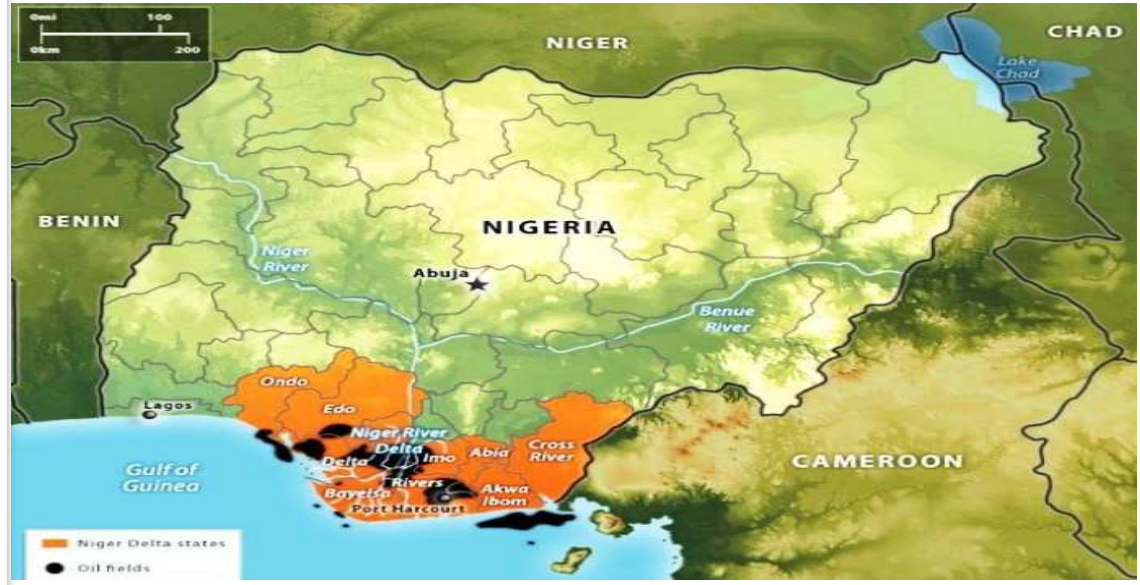 0mi 100
0km 200
NIGER
CHAD
Lake
Chad
BENIN
NIGERIA
Niger
River
Abuja
Benue
River
Ondo
Lagos
Edo
Niger River
Delta
Cross
River
Abia
Imo
Delta
Rivers
Bayelsa
Akwa
Ibom
Port Harcourt
Gulf of
Guinea
CAMEROON
Niger Delta states
Oil fields